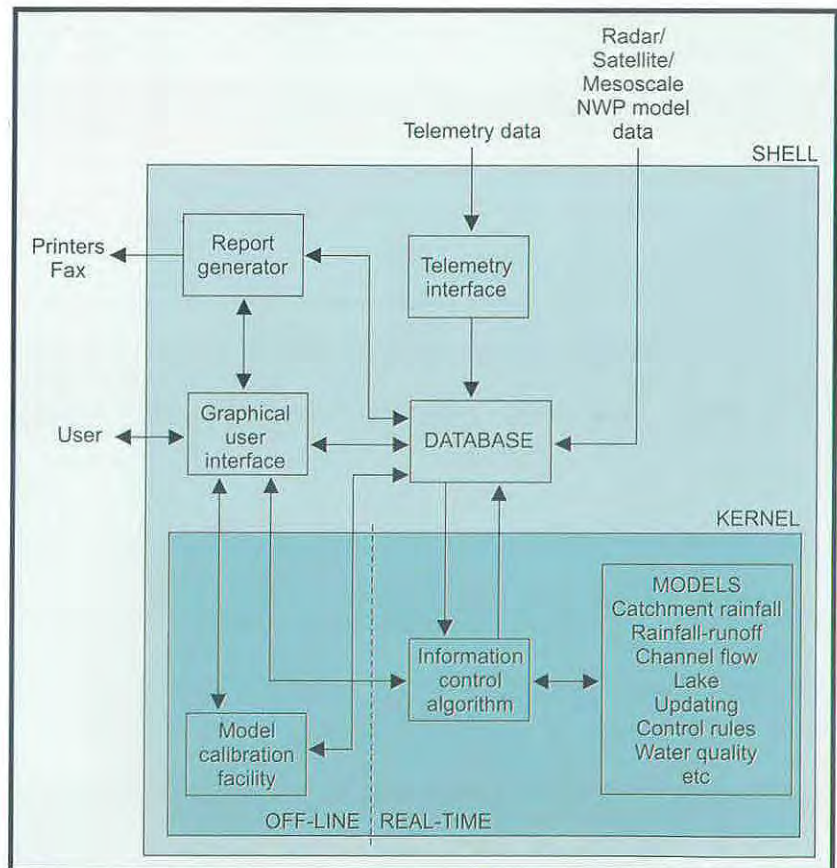 Radar/
Satellite/
Mesoscale
NWP model
data
Telemetry data
SHELL
Printers
Fax
Report
generator
Telemetry
interface
User
Graphical
user
interface
DATABASE
KERNEL
MODELS
Catchment rainfall
Rainfall-runoff
Channel flow
Lake
Updating
Control rules
Water quality
etc
Information
control
algorithm
Model
calibration
facility
OFF-LINE
REAL-TIME